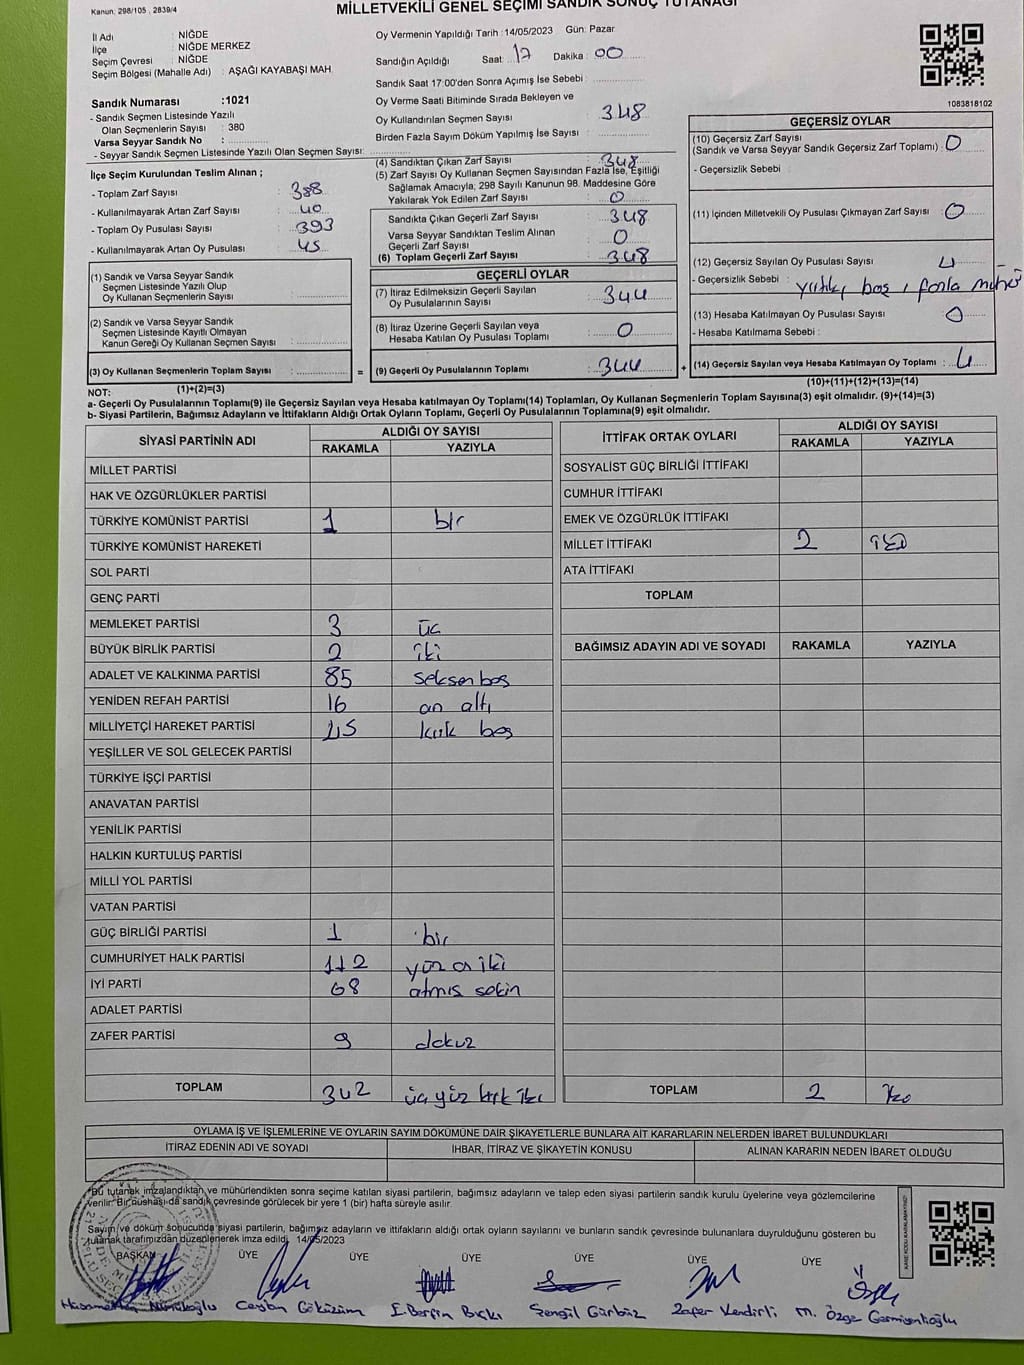 Kanun: 298/105 , 2839/4
MİLLETVEKİLİ GENEL SEÇİMİ SANDIK SONUÇ TUTANAĞI
İl Adı : NİĞDE
İlçe : NİĞDE MERKEZ
Seçim Çevresi : NİĞDE
Seçim Bölgesi (Mahalle Adı) : AŞAĞI KAYABAŞI MAH.
Sandık Numarası :1021
- Sandık Seçmen Listesinde Yazılı
Olan Seçmenlerin Sayısı : 380
Varsa Seyyar Sandık No :
- Seyyar Sandık Seçmen Listesinde Yazılı Olan Seçmen Sayısı:
İlçe Seçim Kurulundan Teslim Alınan ;
- Toplam Zarf Sayısı : 388
- Kullanılmayarak Artan Zarf Sayısı : 40
- Toplam Oy Pusulası Sayısı : 393
- Kullanılmayarak Artan Oy Pusulası : 45
(1) Sandık ve Varsa Seyyar Sandık
Seçmen Listesinde Yazılı Olup
Oy Kullanan Seçmenlerin Sayısı :
(2) Sandık ve Varsa Seyyar Sandık
Seçmen Listesinde Kayıtlı Olmayan
Kanun Gereği Oy Kullanan Seçmen Sayısı :
(3) Oy Kullanan Seçmenlerin Toplam Sayısı : =
(1)+(2)=(3)
Oy Vermenin Yapıldığı Tarih :14/05/2023 Gün: Pazar
Sandığın Açıldığı Saat: 17 Dakika : 00
Sandık Saat 17:00'den Sonra Açımış İse Sebebi :
Oy Verme Saati Bitiminde Sırada Bekleyen ve
Oy Kullandırılan Seçmen Sayısı : 348
Birden Fazla Sayım Döküm Yapılmış İse Sayısı :
(4) Sandıktan Çıkan Zarf Sayısı : 348
(5) Zarf Sayısı Oy Kullanan Seçmen Sayısından Fazla İse, Eşitliği
Sağlamak Amacıyla, 298 Sayılı Kanunun 98. Maddesine Göre
Yakılarak Yok Edilen Zarf Sayısı : 0
Sandıkta Çıkan Geçerli Zarf Sayısı : 348
Varsa Seyyar Sandıktan Teslim Alınan
Geçerli Zarf Sayısı : 0
(6) Toplam Geçerli Zarf Sayısı : 348
GEÇERLİ OYLAR
(7) İtiraz Edilmeksizin Geçerli Sayılan
Oy Pusulalarının Sayısı : 344
(8) İtiraz Üzerine Geçerli Sayılan veya
Hesaba Katılan Oy Pusulası Toplamı : 0
(9) Geçerli Oy Pusulalarının Toplamı : 344 +
1083818102
GEÇERSİZ OYLAR
(10) Geçersiz Zarf Sayısı
(Sandık ve Varsa Seyyar Sandık Geçersiz Zarf Toplamı) : 0
- Geçersizlik Sebebi :
(11) İçinden Milletvekili Oy Pusulası Çıkmayan Zarf Sayısı : 0
(12) Geçersiz Sayılan Oy Pusulası Sayısı : 4
- Geçersizlik Sebebi : yırtık, boş , fazla mühür
(13) Hesaba Katılmayan Oy Pusulası Sayısı : 0
- Hesaba Katılmama Sebebi :
(14) Geçersiz Sayılan veya Hesaba Katılmayan Oy Toplamı : 4
(10)+(11)+(12)+(13)=(14)
NOT:
a- Geçerli Oy Pusulalarının Toplamı(9) ile Geçersiz Sayılan veya Hesaba katılmayan Oy Toplamı(14) Toplamları, Oy Kullanan Seçmenlerin Toplam Sayısına(3) eşit olmalıdır. (9)+(14)=(3)
b- Siyasi Partilerin, Bağımsız Adayların ve İttifakların Aldığı Ortak Oyların Toplamı, Geçerli Oy Pusulalarının Toplamına(9) eşit olmalıdır.
SİYASİ PARTİNİN ADI ALDIĞI OY SAYISI
RAKAMLA YAZIYLA
MİLLET PARTİSİ
HAK VE ÖZGÜRLÜKLER PARTİSİ
TÜRKİYE KOMÜNİST PARTİSİ 1 bir
TÜRKİYE KOMÜNİST HAREKETİ
SOL PARTİ
GENÇ PARTİ
MEMLEKET PARTİSİ 3 üç
BÜYÜK BİRLİK PARTİSİ 2 iki
ADALET VE KALKINMA PARTİSİ 85 seksen beş
YENİDEN REFAH PARTİSİ 16 on altı
MİLLİYETÇİ HAREKET PARTİSİ 45 kırk beş
YEŞİLLER VE SOL GELECEK PARTİSİ
TÜRKİYE İŞÇİ PARTİSİ
ANAVATAN PARTİSİ
YENİLİK PARTİSİ
HALKIN KURTULUŞ PARTİSİ
MİLLİ YOL PARTİSİ
VATAN PARTİSİ
GÜÇ BİRLİĞİ PARTİSİ 1 bir
CUMHURİYET HALK PARTİSİ 112 yüz on iki
İYİ PARTİ 68 atmış sekin
ADALET PARTİSİ
ZAFER PARTİSİ 9 dokuz
TOPLAM 342 üç yüz kırk iki
İTTİFAK ORTAK OYLARI ALDIĞI OY SAYISI
RAKAMLA YAZIYLA
SOSYALİST GÜÇ BİRLİĞİ İTTİFAKI
CUMHUR İTTİFAKI
EMEK VE ÖZGÜRLÜK İTTİFAKI
MİLLET İTTİFAKI 2 iki
ATA İTTİFAKI
TOPLAM
BAĞIMSIZ ADAYIN ADI VE SOYADI RAKAMLA YAZIYLA
TOPLAM 2 iki
OYLAMA İŞ VE İŞLEMLERİNE VE OYLARIN SAYIM DÖKÜMÜNE DAİR ŞİKAYETLERLE BUNLARA AİT KARARLARIN NELERDEN İBARET BULUNDUKLARI
İTİRAZ EDENİN ADI VE SOYADI İHBAR, İTİRAZ VE ŞİKAYETİN KONUSU ALINAN KARARIN NEDEN İBARET OLDUĞU
Bu tutanak imzalandıktan ve mühürlendikten sonra seçime katılan siyasi partilerin, bağımsız adayların ve talep eden siyasi partilerin sandık kurulu üyelerine veya gözlemcilerine
verilir. Bir nüshası da sandık çevresinde görülecek bir yere 1 (bir) hafta süreyle asılır.
Sayım ve döküm sonucunda siyasi partilerin, bağımsız adayların ve ittifakların aldığı ortak oyların sayılarını ve bunların sandık çevresinde bulunanlara duyrulduğunu gösteren bu
tutanak tarafımızdan düzenlenerek imza edildi. 14/05/2023
BAŞKAN ÜYE ÜYE ÜYE ÜYE ÜYE ÜYE
Ceylan Göküzüm E. Berfin Bıçkı Şengül Gürbüz Zafer Kendirli M. Özge Germiyanlıoğlu